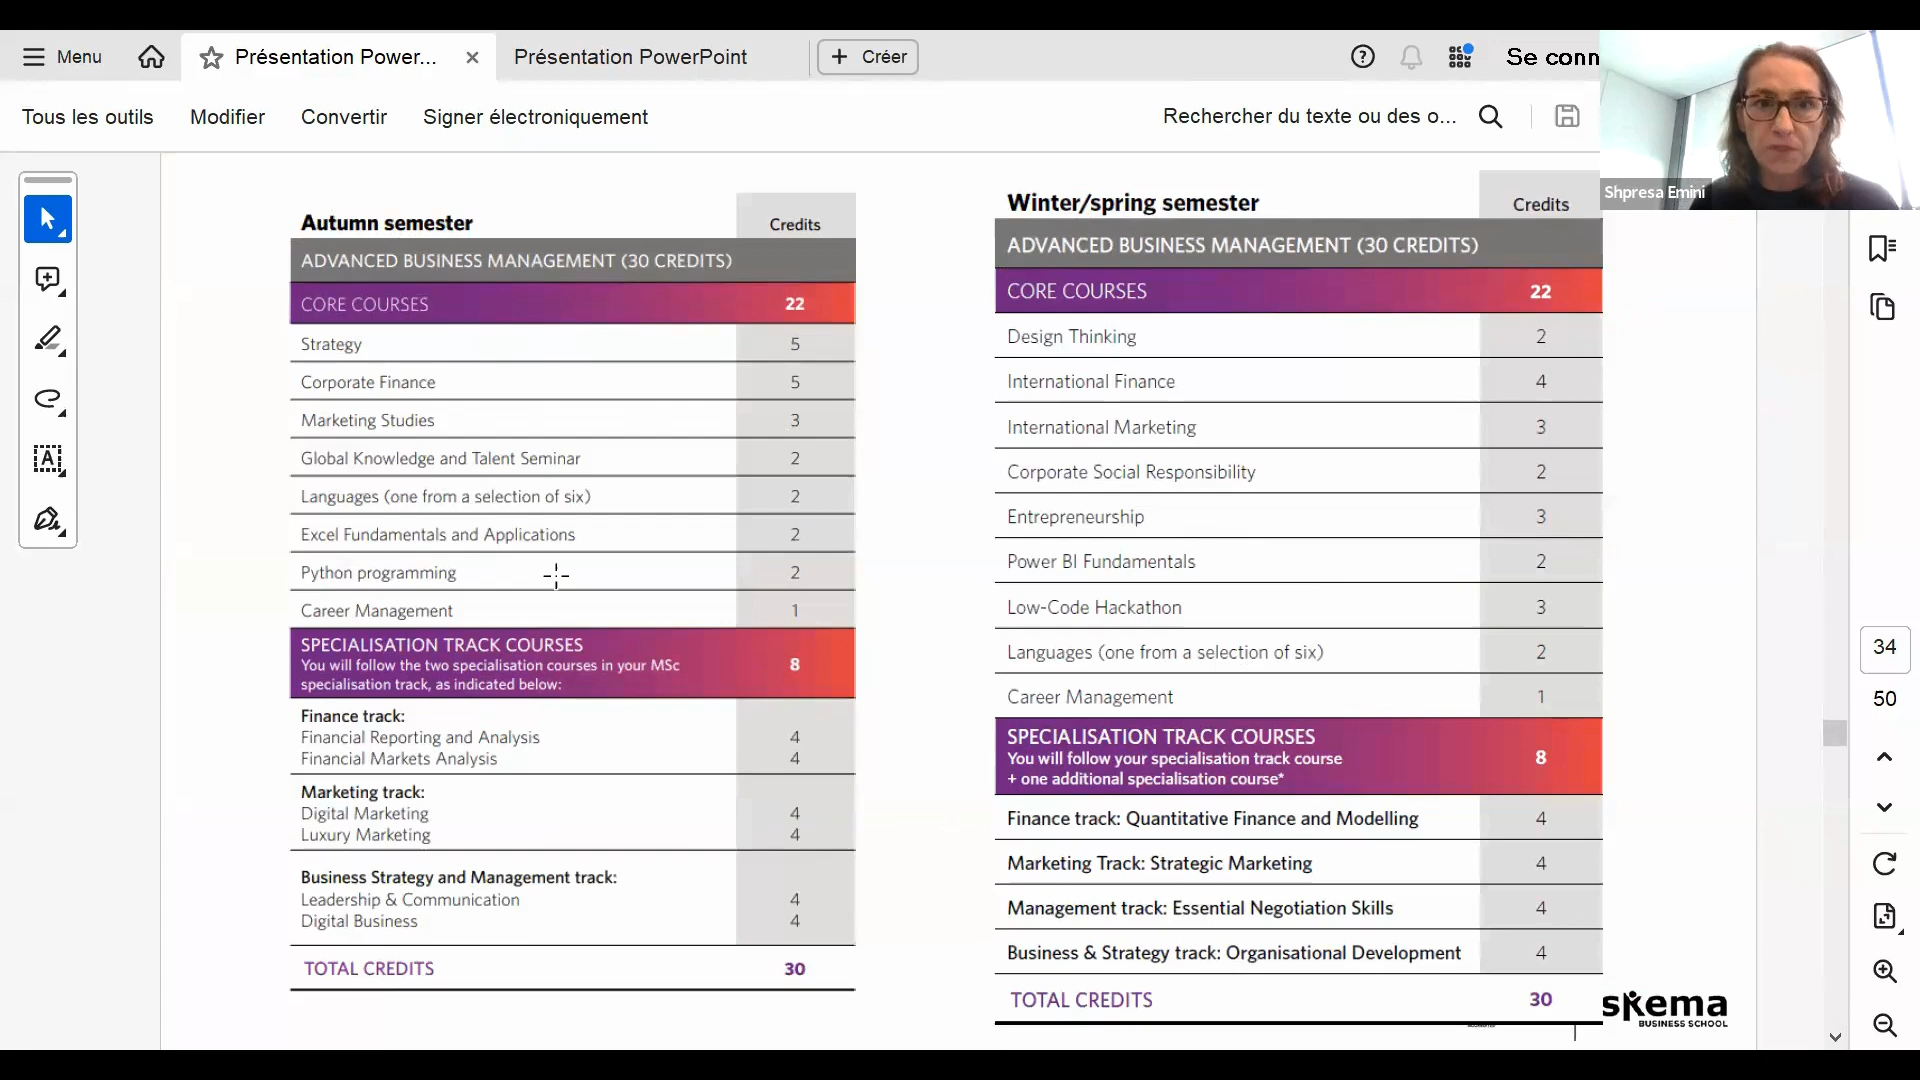 Menu
Présentation Power...
Présentation PowerPoint
Créer
Se conn
Tous les outils
Modifier
Convertir
Signer électroniquement
Rechercher du texte ou des o...
Shpresa Emini
Autumn semester
Credits
ADVANCED BUSINESS MANAGEMENT (30 CREDITS)
CORE COURSES 22
Strategy 5
Corporate Finance 5
Marketing Studies 3
Global Knowledge and Talent Seminar 2
Languages (one from a selection of six) 2
Excel Fundamentals and Applications 2
Python programming 2
Career Management 1
SPECIALISATION TRACK COURSES
You will follow the two specialisation courses in your MSc 8
specialisation track, as indicated below:
Finance track:
Financial Reporting and Analysis 4
Financial Markets Analysis 4
Marketing track:
Digital Marketing 4
Luxury Marketing 4
Business Strategy and Management track:
Leadership & Communication 4
Digital Business 4
TOTAL CREDITS 30
Winter/spring semester
Credits
ADVANCED BUSINESS MANAGEMENT (30 CREDITS)
CORE COURSES 22
Design Thinking 2
International Finance 4
International Marketing 3
Corporate Social Responsibility 2
Entrepreneurship 3
Power BI Fundamentals 2
Low-Code Hackathon 3
Languages (one from a selection of six) 2
Career Management 1
SPECIALISATION TRACK COURSES
You will follow your specialisation track course 8
+ one additional specialisation course*
Finance track: Quantitative Finance and Modelling 4
Marketing Track: Strategic Marketing 4
Management track: Essential Negotiation Skills 4
Business & Strategy track: Organisational Development 4
TOTAL CREDITS 30
skema
BUSINESS SCHOOL
34
50